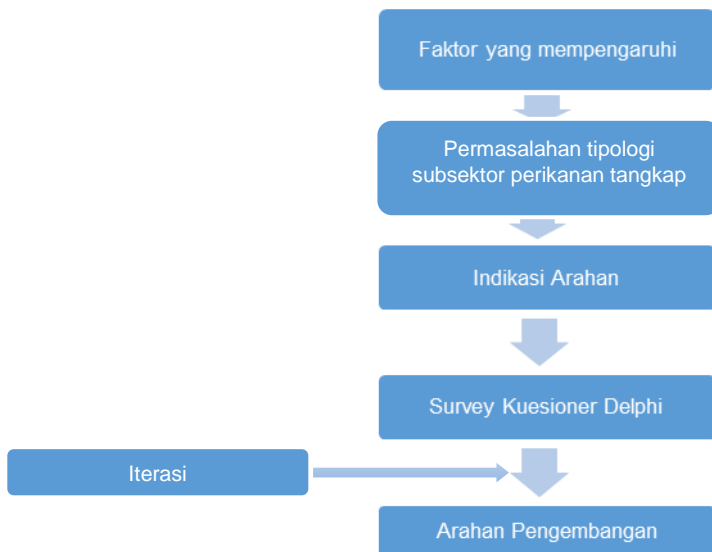 Faktor yang mempengaruhi
Permasalahan tipologi
subsektor perikanan tangkap
Indikasi Arahan
Survey Kuesioner Delphi
Iterasi
Arahan Pengembangan